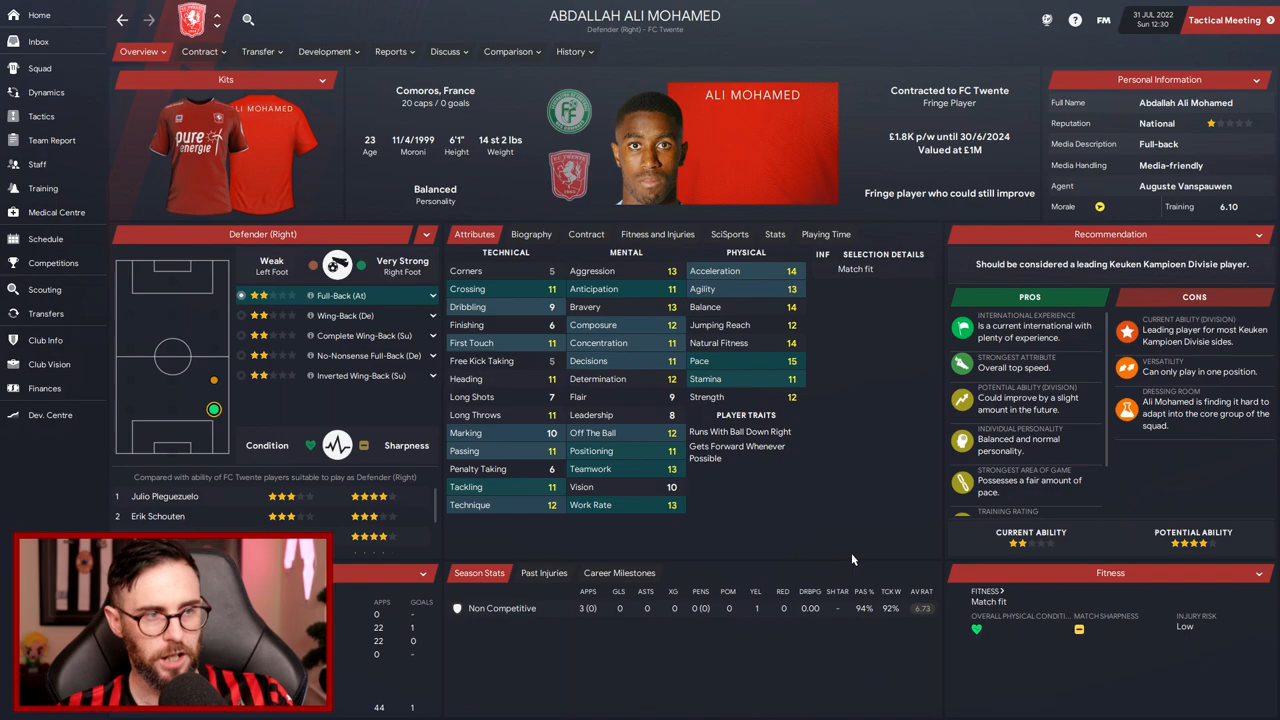 Home
Inbox
Squad
Dynamics
Tactics
Team Report
Staff
Training
Medical Centre
Schedule
Competitions
Scouting
Transfers
Club Info
Club Vision
Finances
Dev. Centre
ABDALLAH ALI MOHAMED
Defender (Right) - FC Twente
FM
31 JUL 2022
Sun 12:30
Tactical Meeting
Overview
Contract
Transfer
Development
Reports
Discuss
Comparison
History
Kits
ALI MOHAMED
pure energie
Comoros, France
20 caps / 0 goals
23
Age
11/4/1999
Moroni
6'1"
Height
14 st 2 lbs
Weight
Balanced
Personality
ALI MOHAMED
Contracted to FC Twente
Fringe Player
£1.8K p/w until 30/6/2024
Valued at £1M
Fringe player who could still improve
Personal Information
Full Name Abdallah Ali Mohamed
Reputation National
Media Description Full-back
Media Handling Media-friendly
Agent Auguste Vanspauwen
Morale
Training 6.10
Defender (Right)
Weak
Left Foot
Very Strong
Right Foot
Full-Back (At)
Wing-Back (De)
Complete Wing-Back (Su)
No-Nonsense Full-Back (De)
Inverted Wing-Back (Su)
Condition
Sharpness
Compared with ability of FC Twente players suitable to play as Defender (Right)
1 Julio Pleguezuelo
2 Erik Schouten
Attributes
Biography
Contract
Fitness and Injuries
SciSports
Stats
Playing Time
TECHNICAL
Corners 5
Crossing 11
Dribbling 9
Finishing 6
First Touch 11
Free Kick Taking 5
Heading 11
Long Shots 7
Long Throws 11
Marking 10
Passing 11
Penalty Taking 6
Tackling 11
Technique 12
MENTAL
Aggression 13
Anticipation 11
Bravery 13
Composure 12
Concentration 11
Decisions 11
Determination 12
Flair 9
Leadership 8
Off The Ball 12
Positioning 11
Teamwork 13
Vision 10
Work Rate 13
PHYSICAL
Acceleration 14
Agility 13
Balance 14
Jumping Reach 12
Natural Fitness 14
Pace 15
Stamina 11
Strength 12
PLAYER TRAITS
Runs With Ball Down Right
Gets Forward Whenever
Possible
INF
SELECTION DETAILS
Match fit
Recommendation
Should be considered a leading Keuken Kampioen Divisie player.
PROS
INTERNATIONAL EXPERIENCE
Is a current international with
plenty of experience.
STRONGEST ATTRIBUTE
Overall top speed.
POTENTIAL ABILITY (DIVISION)
Could improve by a slight
amount in the future.
INDIVIDUAL PERSONALITY
Balanced and normal
personality.
STRONGEST AREA OF GAME
Possesses a fair amount of
pace.
TRAINING RATING
CONS
CURRENT ABILITY (DIVISION)
Leading player for most Keuken
Kampioen Divisie sides.
VERSATILITY
Can only play in one position.
DRESSING ROOM
Ali Mohamed is finding it hard to
adapt into the core group of the
squad.
CURRENT ABILITY
POTENTIAL ABILITY
APPS GOALS
0 -
22 1
22 0
0 -
44 1
Season Stats
Past Injuries
Career Milestones
APPS GLS ASTS XG PENS POM YEL RED DRBPG SH TAR PAS % TCK W AV RAT
Non Competitive 3 (0) 0 0 0 0 (0) 0 1 0 0.00 - 94% 92% 6.73
Fitness
FITNESS
Match fit
OVERALL PHYSICAL CONDITI...
MATCH SHARPNESS
INJURY RISK
Low